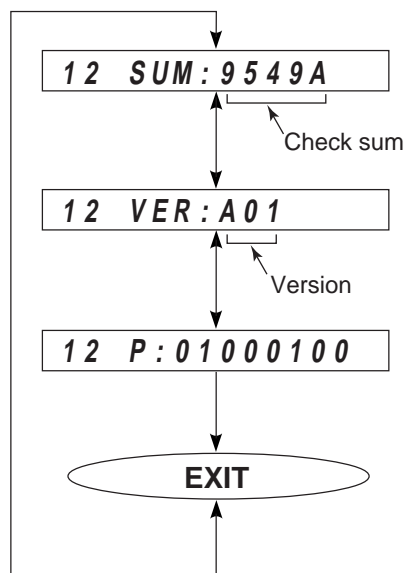 12 SUM:9549A
Check sum
12 VER:A01
Version
12 P:01000100
EXIT